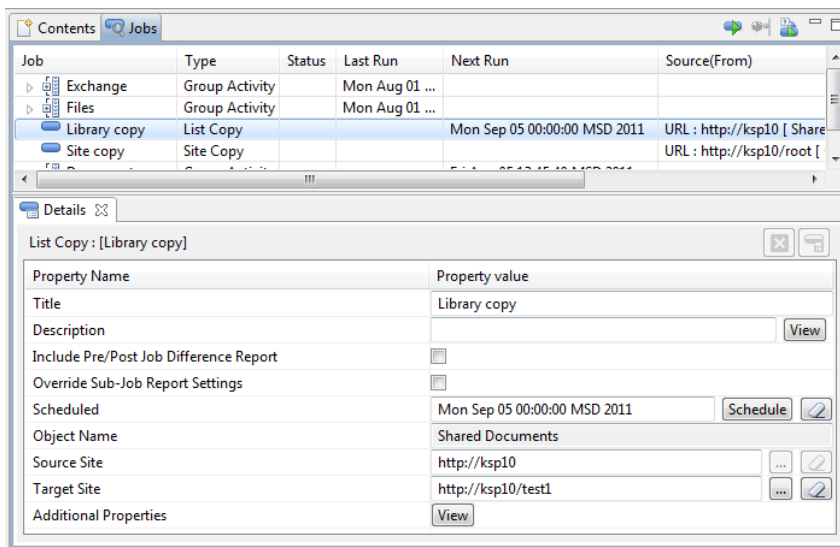 Contents Jobs
Job Type Status Last Run Next Run Source(From)
Exchange Group Activity Mon Aug 01 ...
Files Group Activity Mon Aug 01 ...
Library copy List Copy Mon Sep 05 00:00:00 MSD 2011 URL : http://ksp10 [ Share
Site copy Site Copy URL : http://ksp10/root [
Details
List Copy : [Library copy]
Property Name Property value
Title Library copy
Description View
Include Pre/Post Job Difference Report
Override Sub-Job Report Settings
Scheduled Mon Sep 05 00:00:00 MSD 2011 Schedule
Object Name Shared Documents
Source Site http://ksp10 ...
Target Site http://ksp10/test1 ...
Additional Properties View